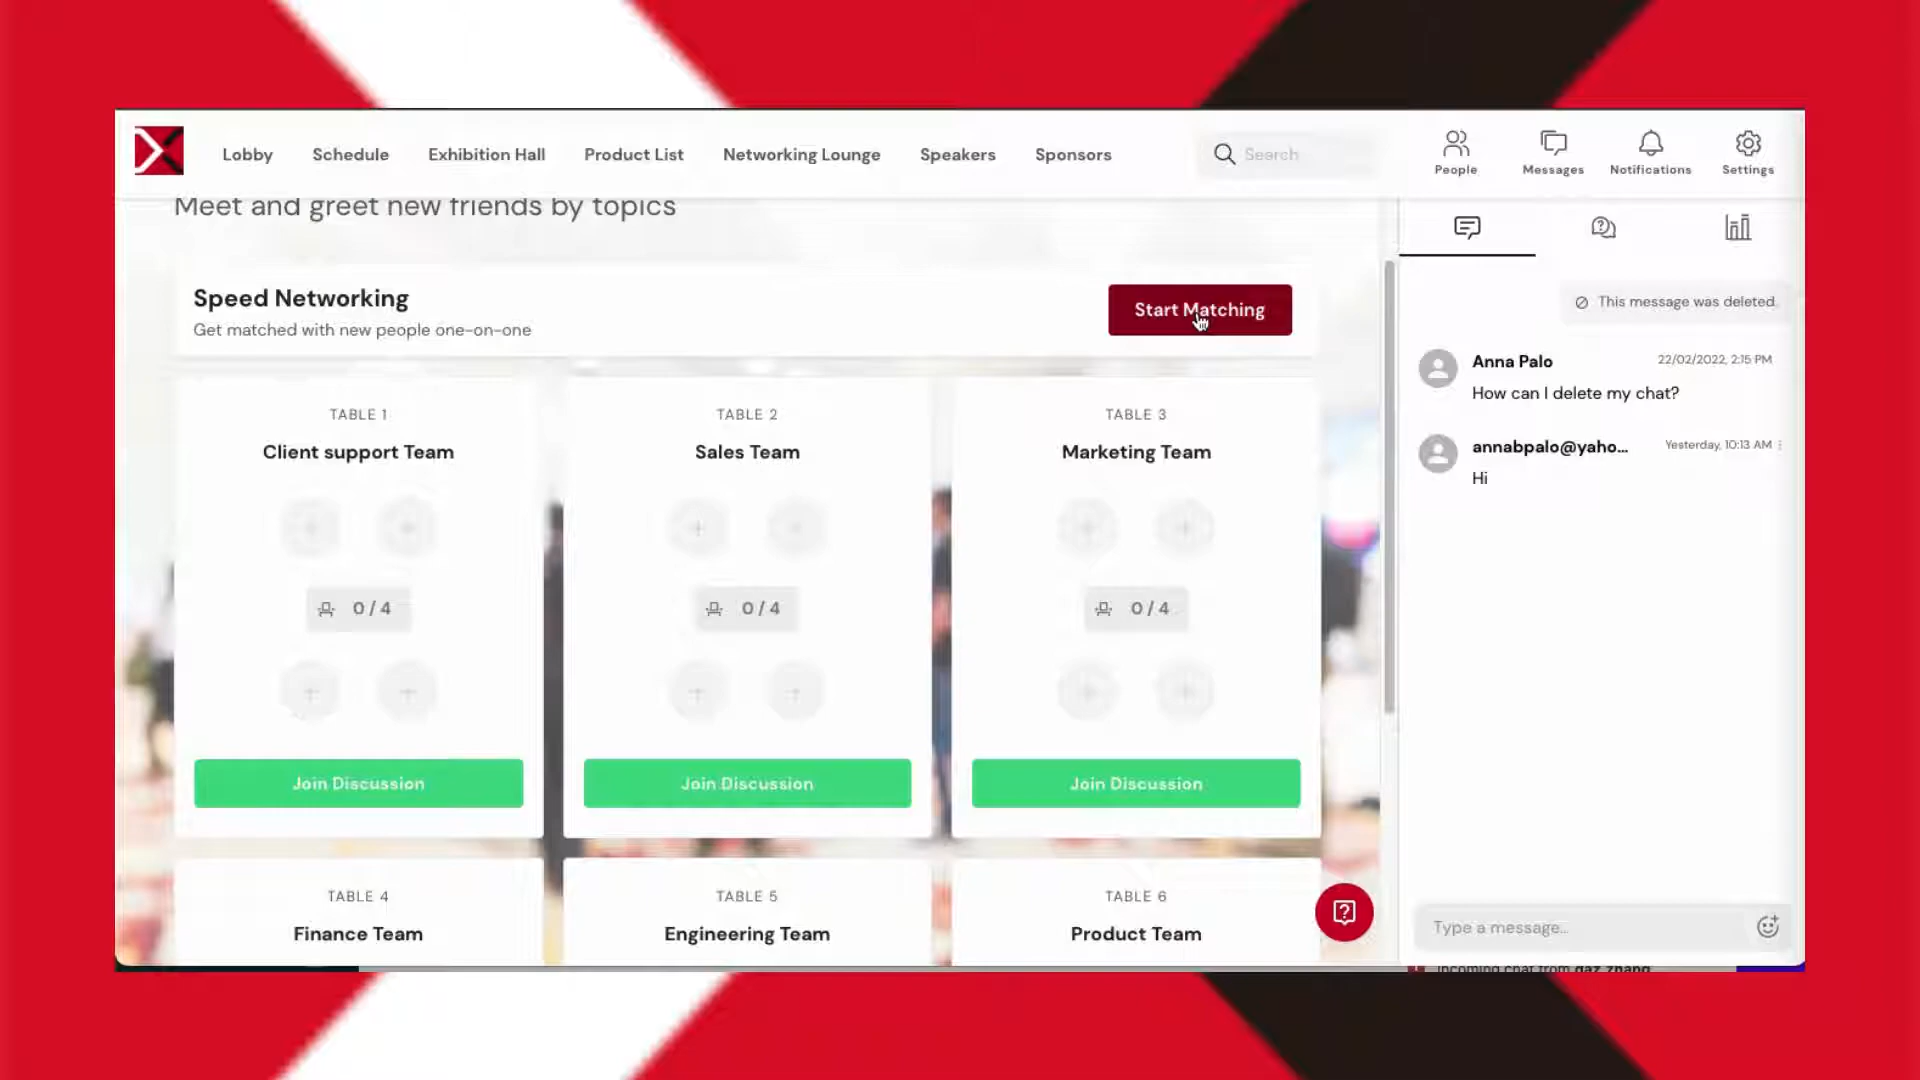 Lobby Schedule Exhibition Hall Product List Networking Lounge Speakers Sponsors Search People Messages Notifications Settings
Meet and greet new friends by topics
Speed Networking
Get matched with new people one-on-one
Start Matching
TABLE 1
Client support Team
0 / 4
Join Discussion
TABLE 2
Sales Team
0 / 4
Join Discussion
TABLE 3
Marketing Team
0 / 4
Join Discussion
TABLE 4
Finance Team
TABLE 5
Engineering Team
TABLE 6
Product Team
This message was deleted.
Anna Palo 22/02/2022, 2:15 PM
How can I delete my chat?
annabpalo@yaho... Yesterday, 10:13 AM
Hi
Type a message...
Incoming chat from daz zhang